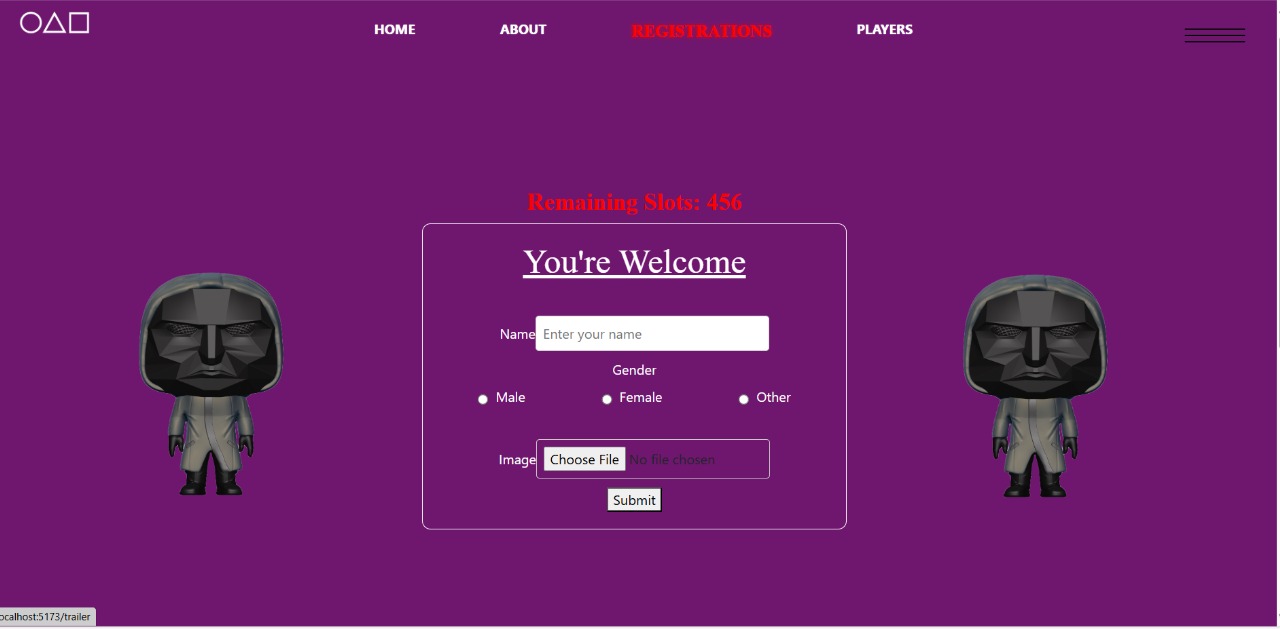 HOME ABOUT REGISTRATIONS PLAYERS
Remaining Slots: 456
You're Welcome
Name Enter your name
Gender
Male Female Other
Image Choose File No file chosen
Submit
ocalhost:5173/trailer